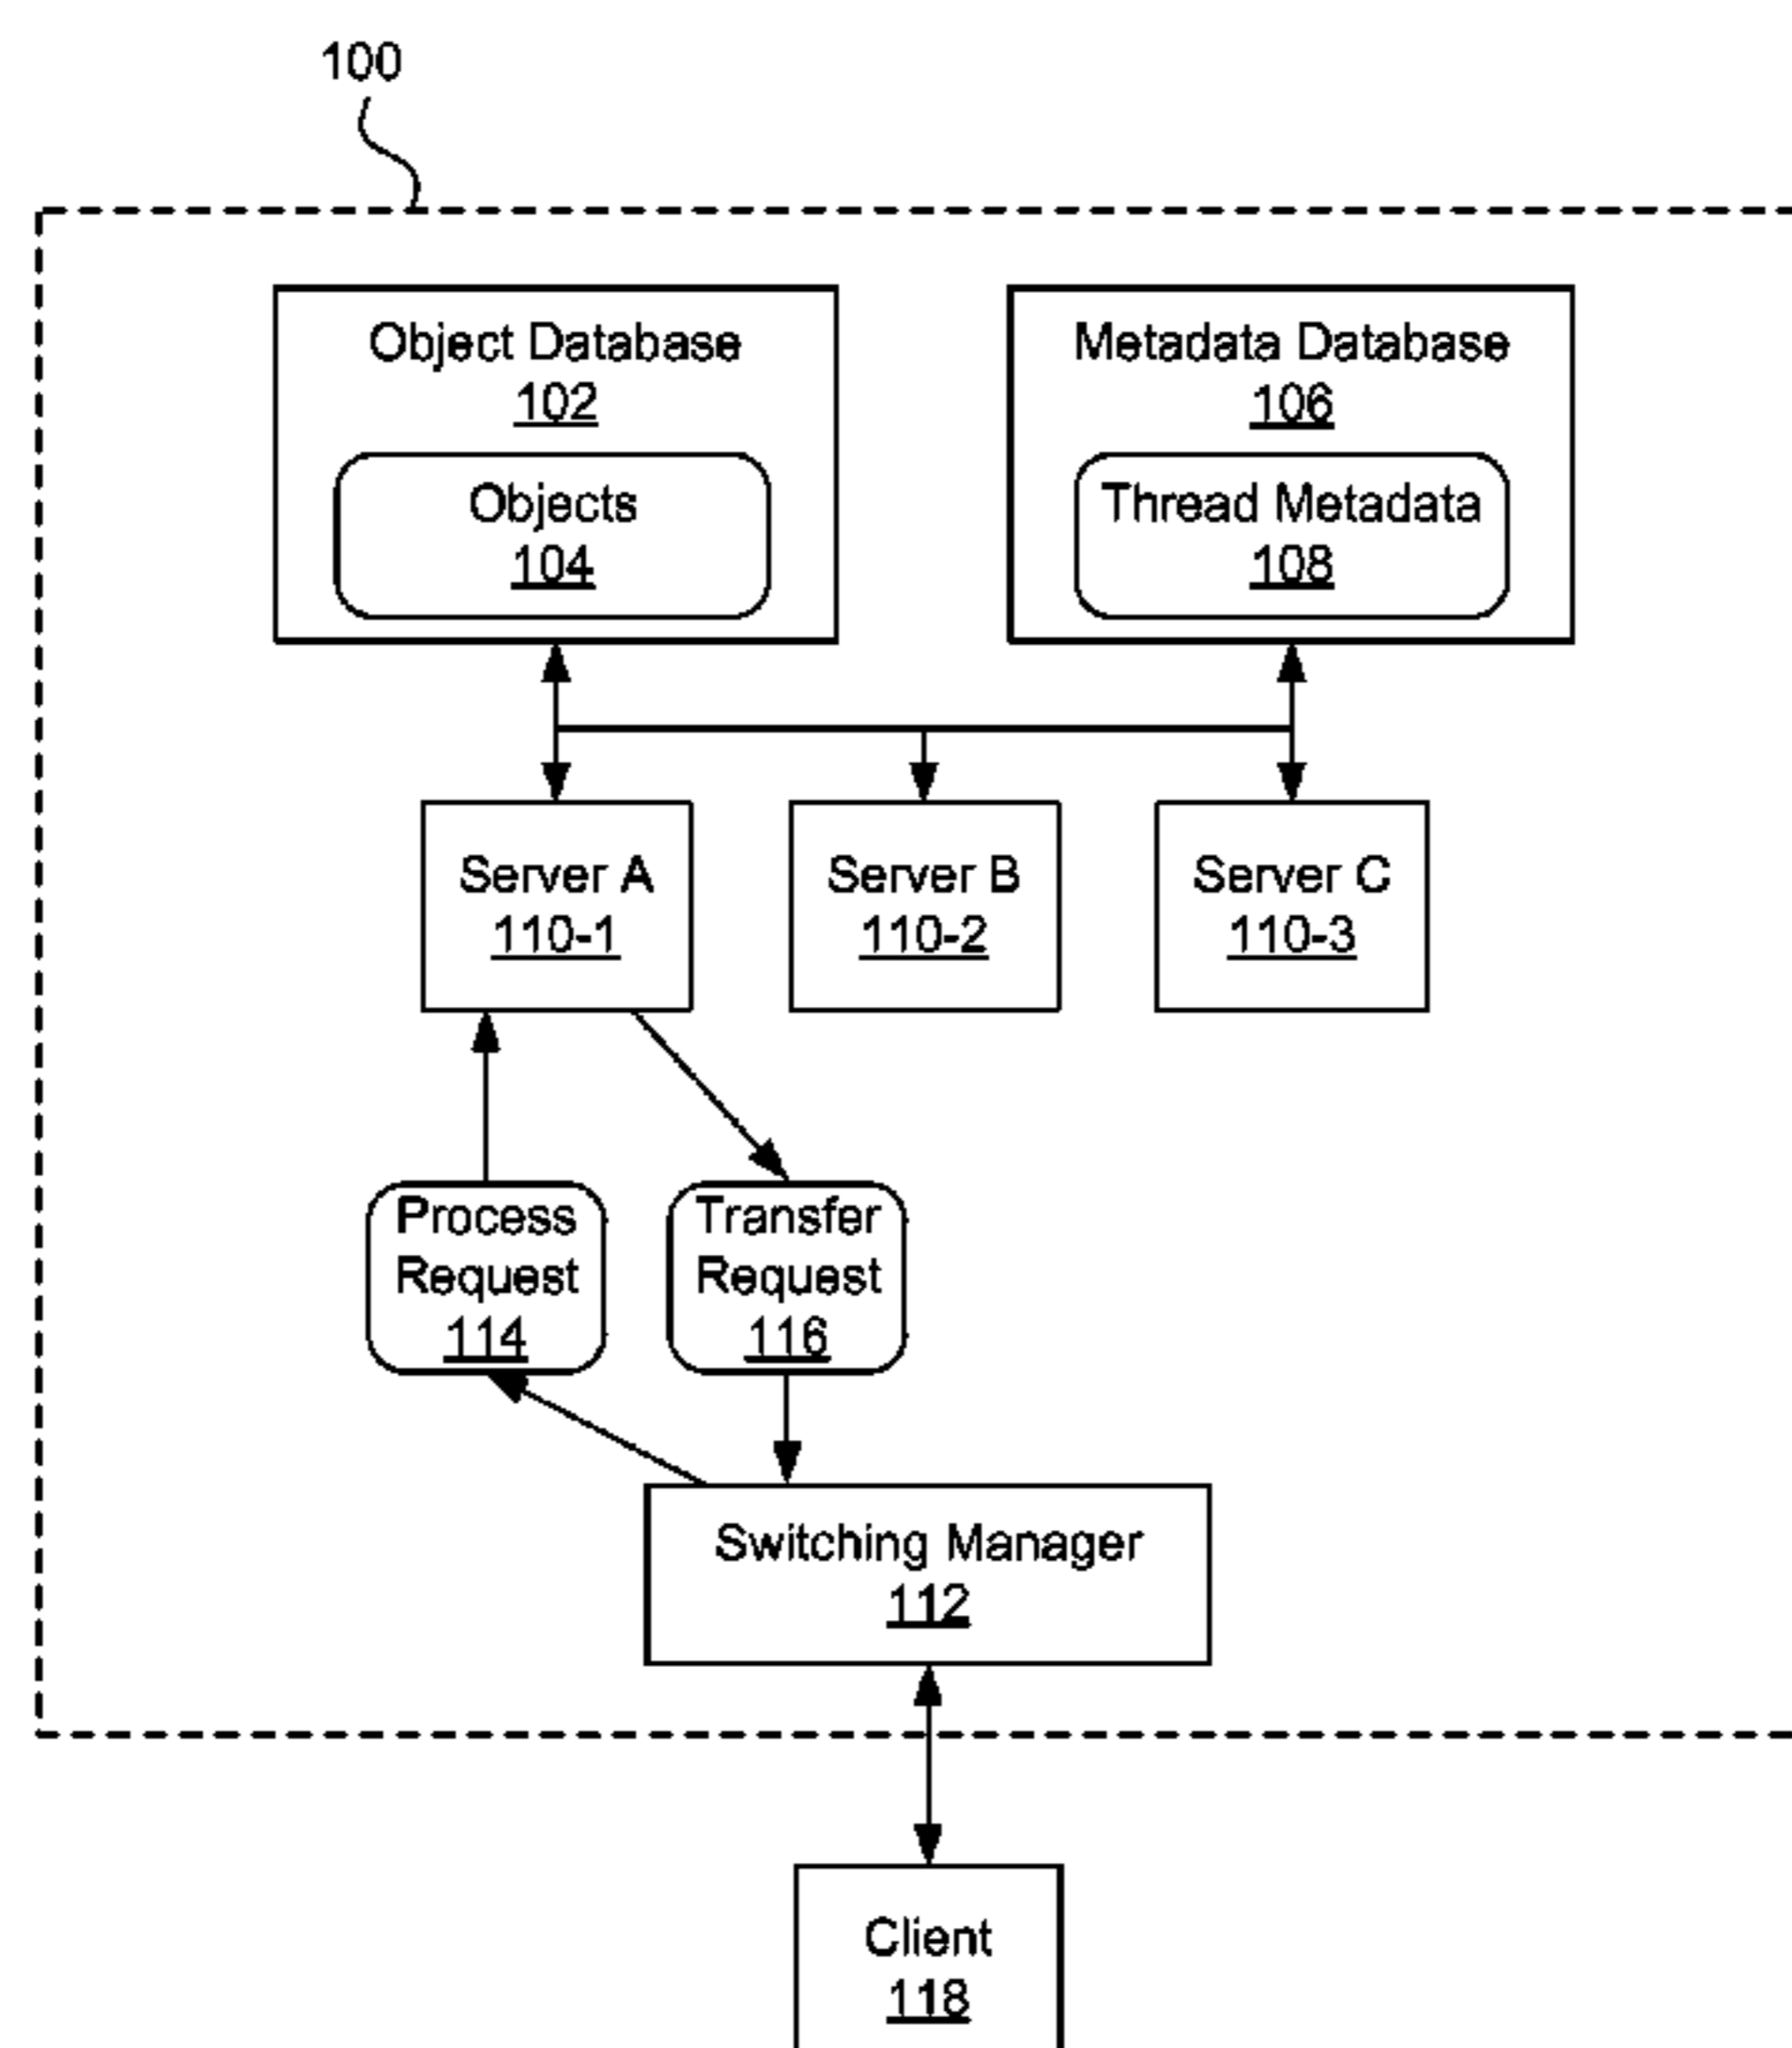 100
Object Database
102
Objects
104
Metadata Database
106
Thread Metadata
108
Server A
110-1
Server B
110-2
Server C
110-3
Process
Request
114
Transfer
Request
116
Switching Manager
112
Client
118